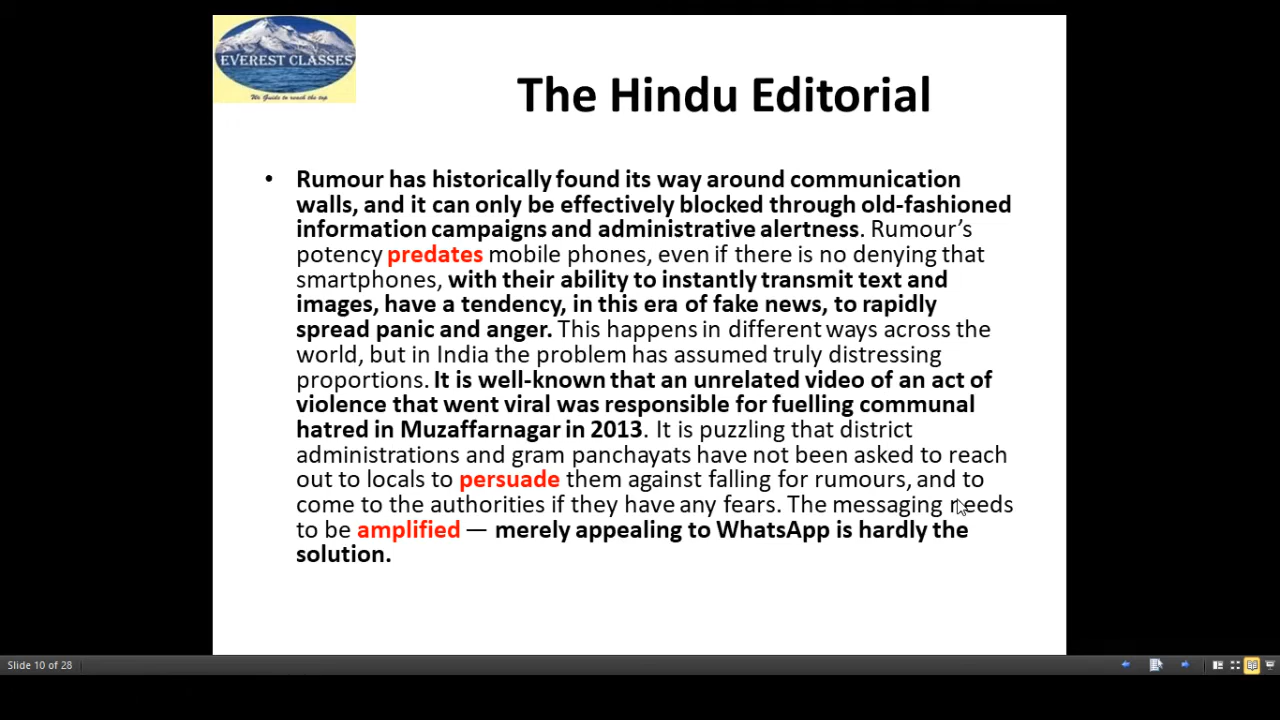 EVEREST CLASSES
We Guide to reach the top
The Hindu Editorial
• Rumour has historically found its way around communication
walls, and it can only be effectively blocked through old-fashioned
information campaigns and administrative alertness. Rumour’s
potency predates mobile phones, even if there is no denying that
smartphones, with their ability to instantly transmit text and
images, have a tendency, in this era of fake news, to rapidly
spread panic and anger. This happens in different ways across the
world, but in India the problem has assumed truly distressing
proportions. It is well-known that an unrelated video of an act of
violence that went viral was responsible for fuelling communal
hatred in Muzaffarnagar in 2013. It is puzzling that district
administrations and gram panchayats have not been asked to reach
out to locals to persuade them against falling for rumours, and to
come to the authorities if they have any fears. The messaging needs
to be amplified — merely appealing to WhatsApp is hardly the
solution.
Slide 10 of 28